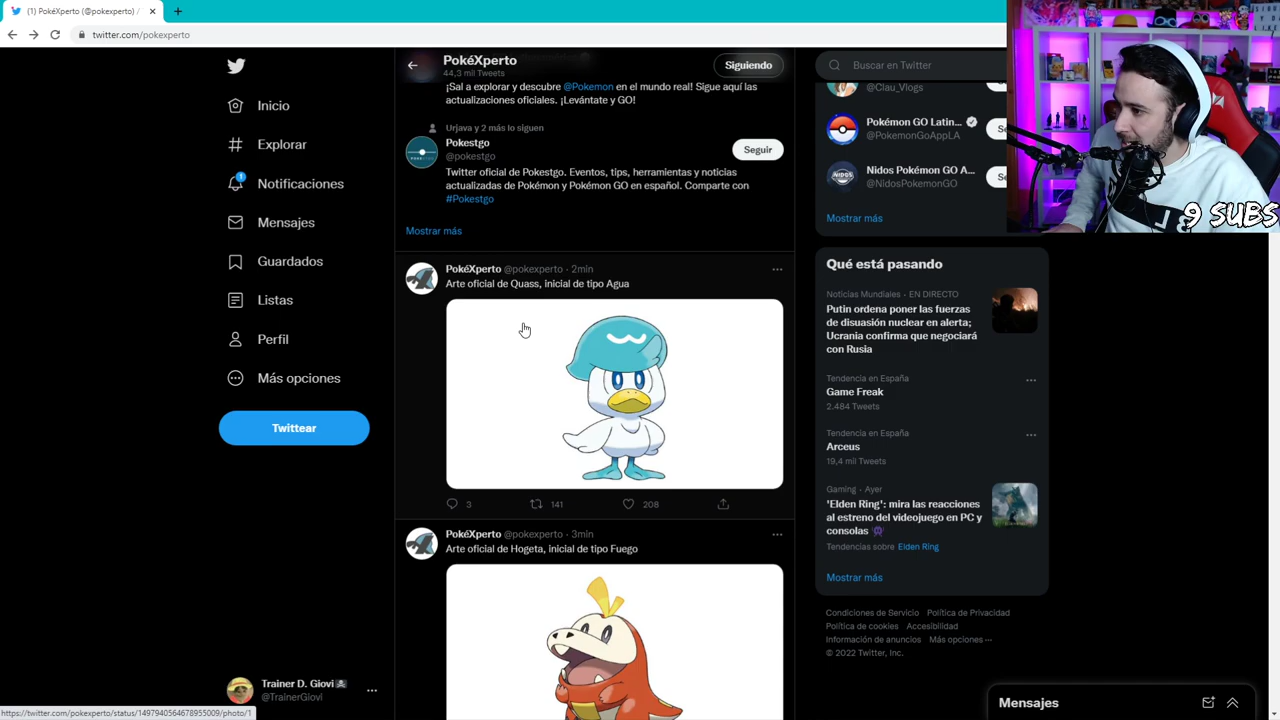 (1) PokéXperto (@pokexperto) /
twitter.com/pokexperto
PokéXperto
44,3 mil Tweets
Siguiendo
Buscar en Twitter
¡Sal a explorar y descubre @Pokemon en el mundo real! Sigue aquí las
actualizaciones oficiales. ¡Levántate y GO!
Urjava y 2 más lo siguen
Pokestgo
@pokestgo
Seguir
Twitter oficial de Pokestgo. Eventos, tips, herramientas y noticias
actualizadas de Pokémon y Pokémon GO en español. Comparte con
#Pokestgo
Mostrar más
Inicio
Explorar
1
Notificaciones
Mensajes
Guardados
Listas
Perfil
Más opciones
Twittear
PokéXperto @pokexperto · 2min
Arte oficial de Quass, inicial de tipo Agua
3
141
208
PokéXperto @pokexperto · 3min
Arte oficial de Hogeta, inicial de tipo Fuego
@Clau_Vlogs
Pokémon GO Latin...
@PokemonGoAppLA
Se
Nidos Pokémon GO A...
@NidosPokemonGO
Se
Mostrar más
9 SUBS
Qué está pasando
Noticias Mundiales · EN DIRECTO
Putin ordena poner las fuerzas
de disuasión nuclear en alerta;
Ucrania confirma que negociará
con Rusia
Tendencia en España
Game Freak
2.484 Tweets
Tendencia en España
Arceus
19,4 mil Tweets
Gaming · Ayer
'Elden Ring': mira las reacciones
al estreno del videojuego en PC y
consolas
Tendencias sobre Elden Ring
Mostrar más
Condiciones de Servicio Política de Privacidad
Política de cookies Accesibilidad
Información de anuncios Más opciones ···
© 2022 Twitter, Inc.
Trainer D. Giovi
@TrainerGiovi
Mensajes
https://twitter.com/pokexperto/status/1497940564678955009/photo/1